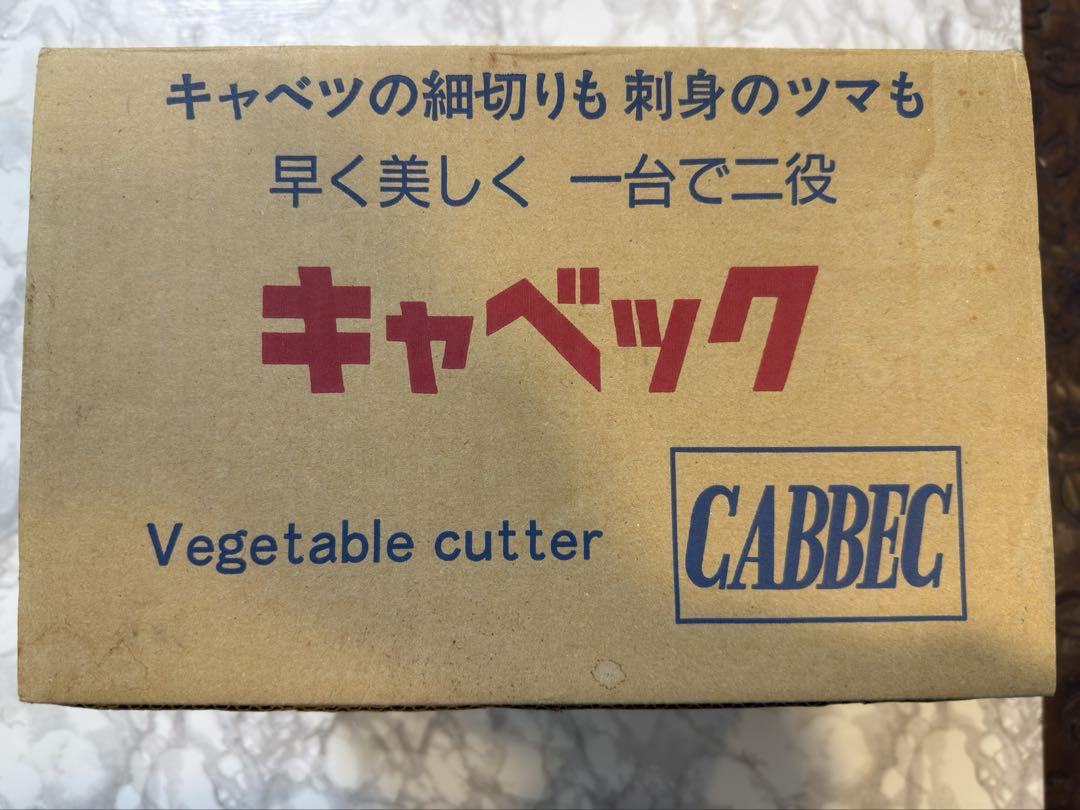 キャベツの細切りも 刺身のツマも
早く美しく 一台で二役
キャベック
Vegetable cutter
CABBEC